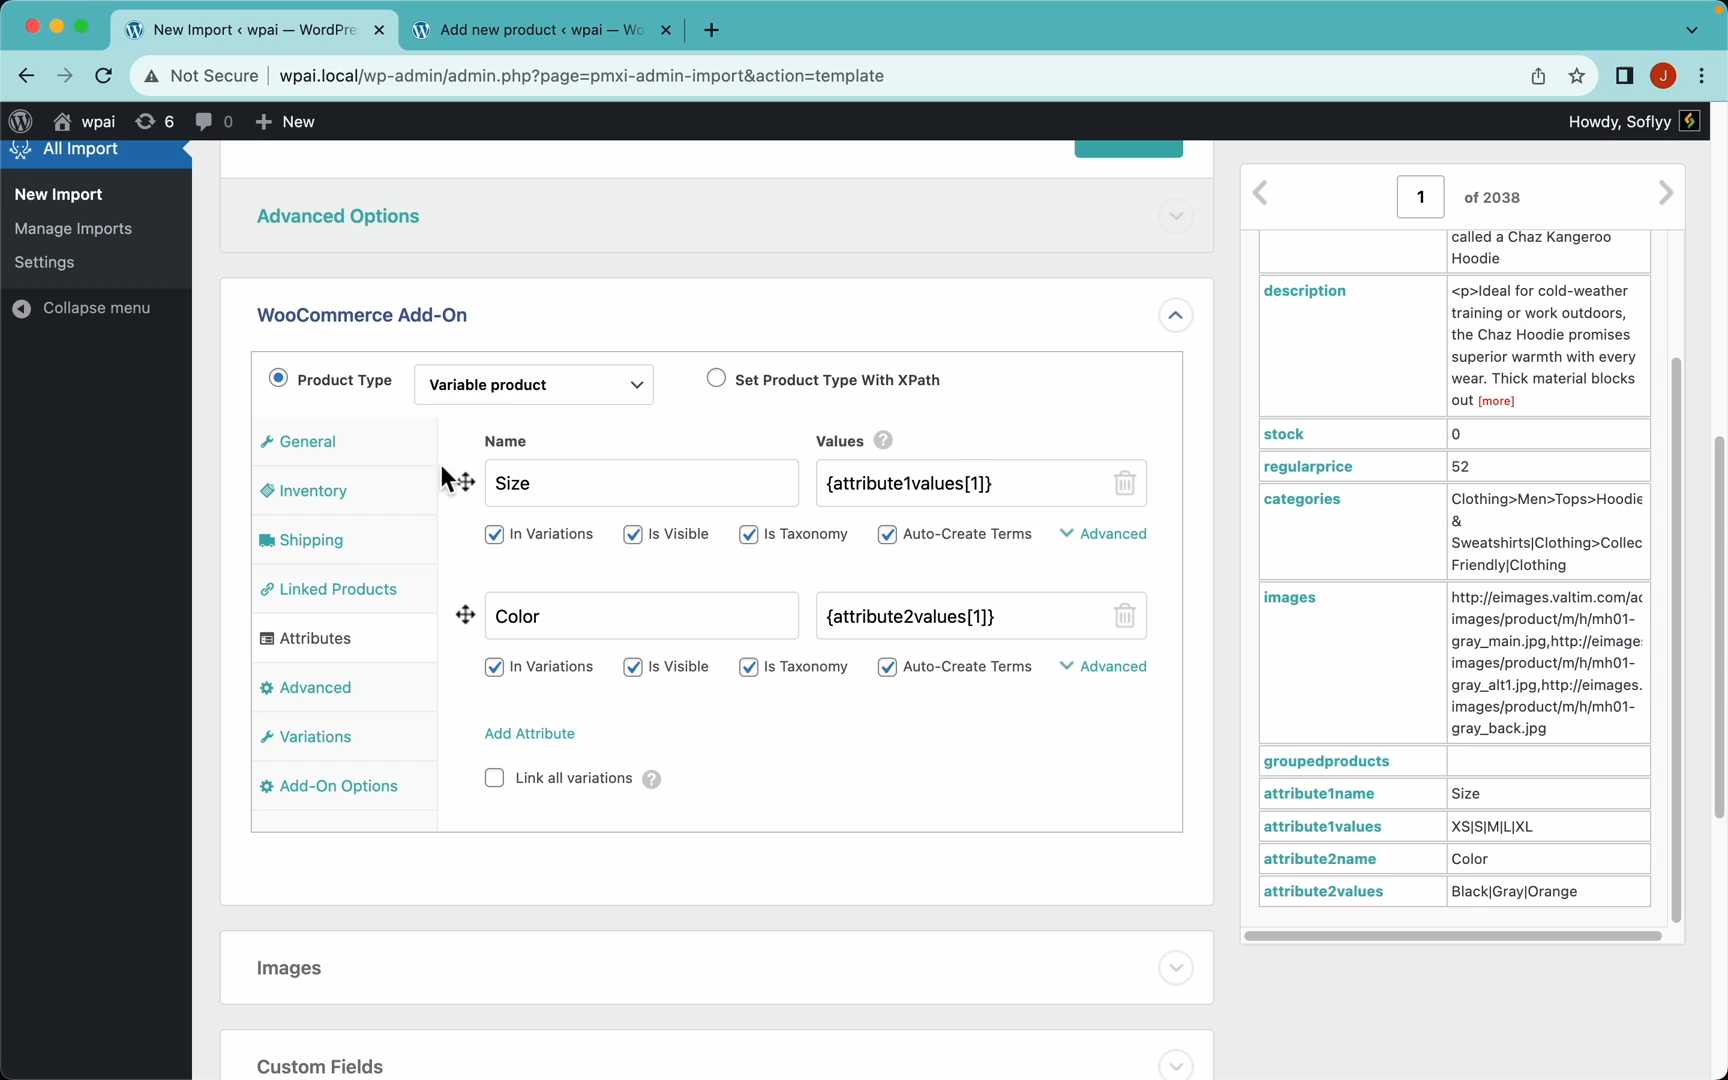 New Import ‹ wpai — WordPre
Add new product ‹ wpai — Wo
Not Secure
wpai.local/wp-admin/admin.php?page=pmxi-admin-import&action=template
J
wpai
6
0
New
Howdy, Soflyy
All Import
New Import
Manage Imports
Settings
Collapse menu
Advanced Options
WooCommerce Add-On
Product Type
Variable product
Set Product Type With XPath
General
Inventory
Shipping
Linked Products
Attributes
Advanced
Variations
Add-On Options
Name
Values ?
Size
{attribute1values[1]}
In Variations
Is Visible
Is Taxonomy
Auto-Create Terms
Advanced
Color
{attribute2values[1]}
In Variations
Is Visible
Is Taxonomy
Auto-Create Terms
Advanced
Add Attribute
Link all variations ?
Images
Custom Fields
1
of 2038
called a Chaz Kangeroo
Hoodie
description
<p>Ideal for cold-weather
training or work outdoors,
the Chaz Hoodie promises
superior warmth with every
wear. Thick material blocks
out [more]
stock
0
regularprice
52
categories
Clothing>Men>Tops>Hoodie
&
Sweatshirts|Clothing>Collec
Friendly|Clothing
images
http://eimages.valtim.com/ac
images/product/m/h/mh01-
gray_main.jpg,http://eimage
images/product/m/h/mh01-
gray_alt1.jpg,http://eimages.
images/product/m/h/mh01-
gray_back.jpg
groupedproducts
attribute1name
Size
attribute1values
XS|S|M|L|XL
attribute2name
Color
attribute2values
Black|Gray|Orange